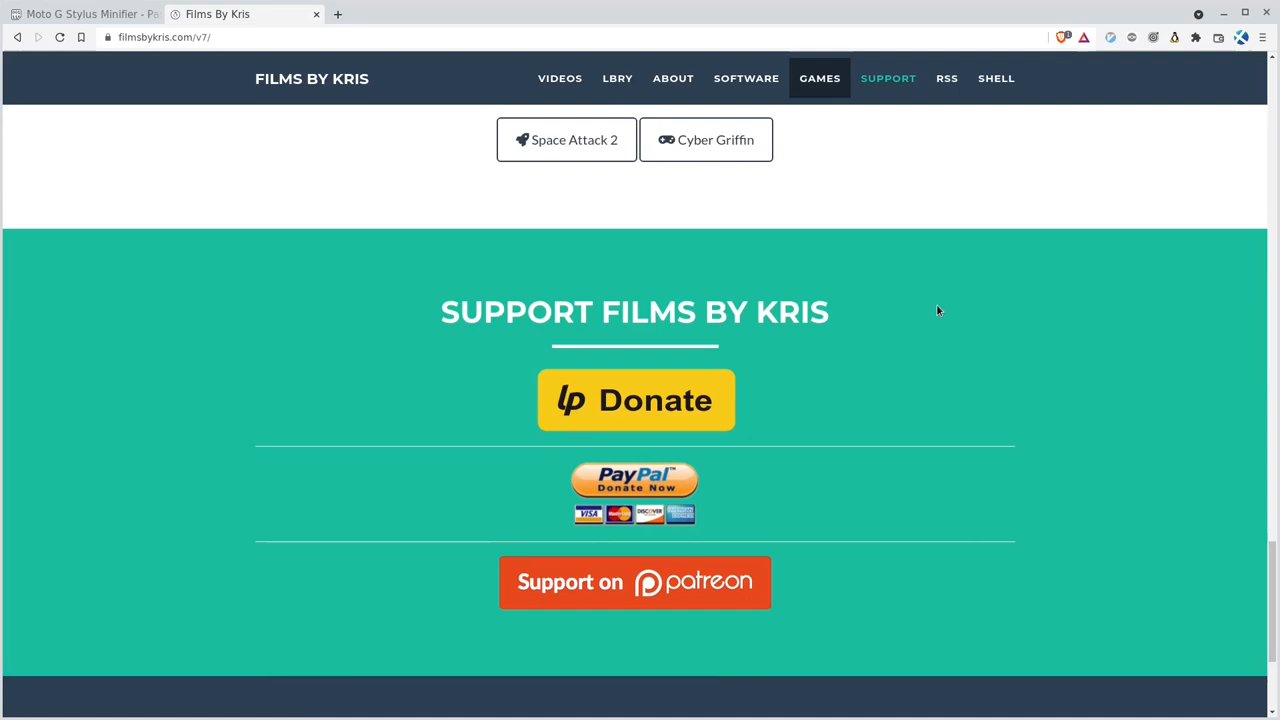 Moto G Stylus Minifier - Pa
Films By Kris
filmsbykris.com/v7/
FILMS BY KRIS
VIDEOS
LBRY
ABOUT
SOFTWARE
GAMES
SUPPORT
RSS
SHELL
Space Attack 2
Cyber Griffin
SUPPORT FILMS BY KRIS
lp Donate
PayPal™
Donate Now
VISA MasterCard DISCOVER
Support on patreon